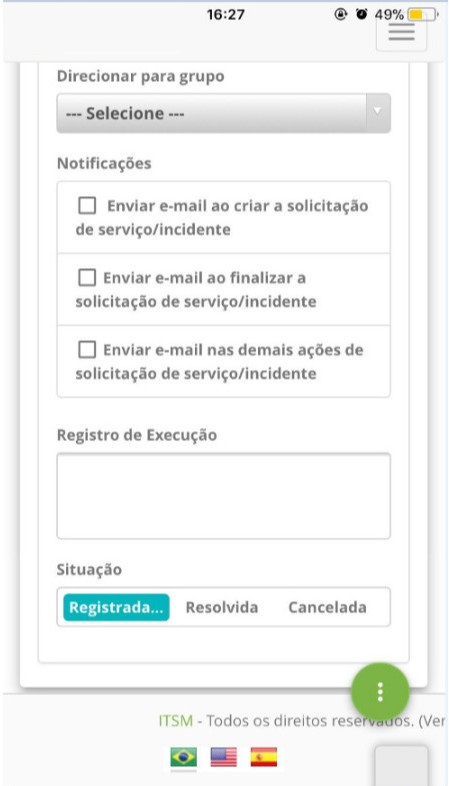 16:27
49%
Direcionar para grupo
--- Selecione ---
Notificações
Enviar e-mail ao criar a solicitação
de serviço/incidente
Enviar e-mail ao finalizar a
solicitação de serviço/incidente
Enviar e-mail nas demais ações de
solicitação de serviço/incidente
Registro de Execução
Situação
Registrada... Resolvida Cancelada
ITSM - Todos os direitos reservados. (Ver